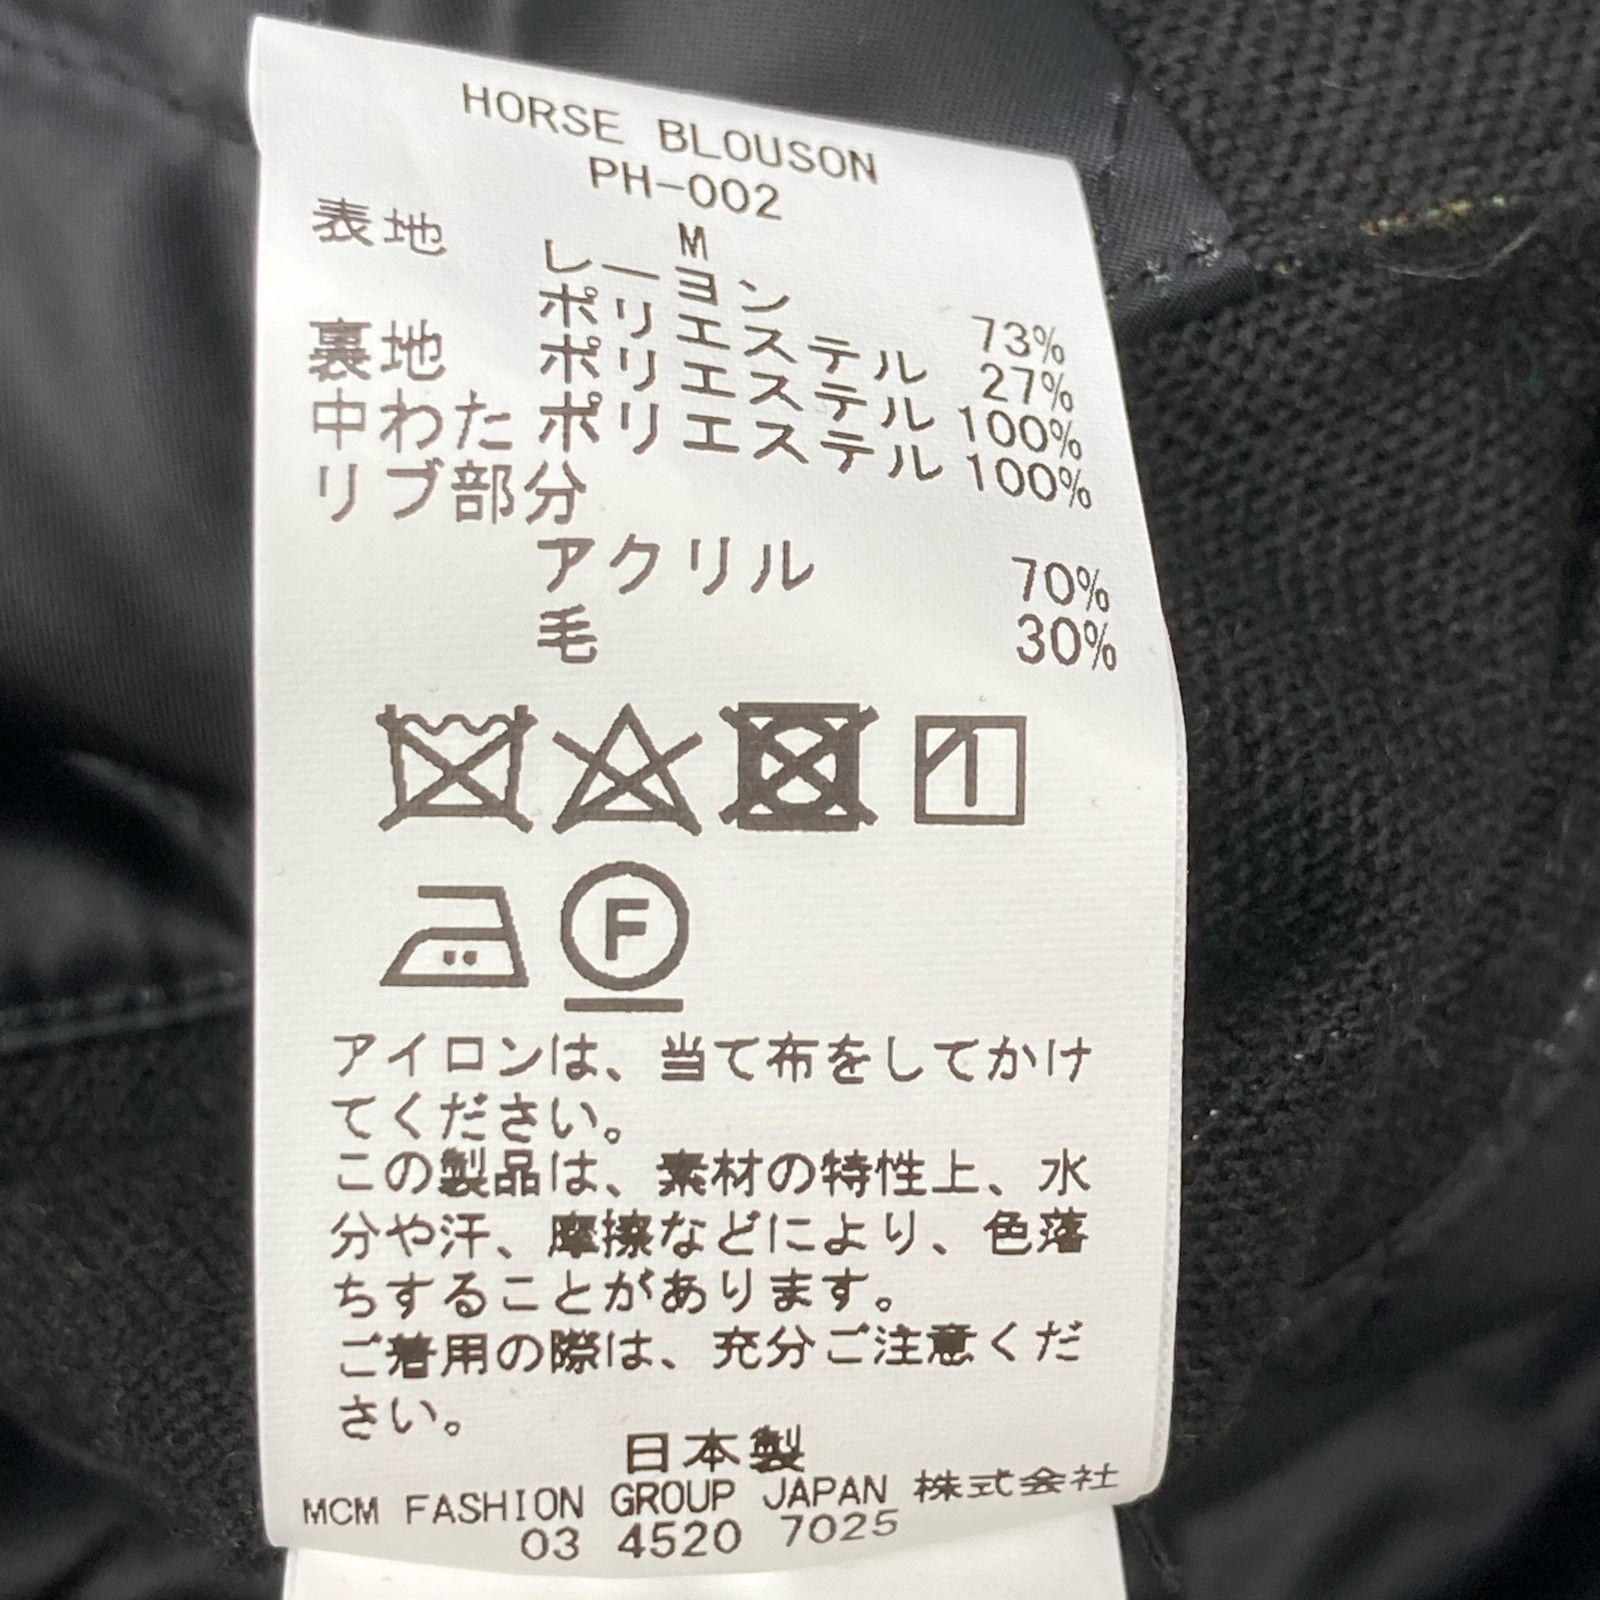 HORSE BLOUSON
PH-002
M
表地 レーヨン 73%
ポリエステル 27%
裏地 ポリエステル 100%
中わた ポリエステル 100%
リブ部分
アクリル 70%
毛 30%
1
F
アイロンは、当て布をしてかけ
てください。
この製品は、素材の特性上、水
分や汗、摩擦などにより、色落
ちすることがあります。
ご着用の際は、充分ご注意くだ
さい。
日本製
MCM FASHION GROUP JAPAN 株式会社
03 4520 7025